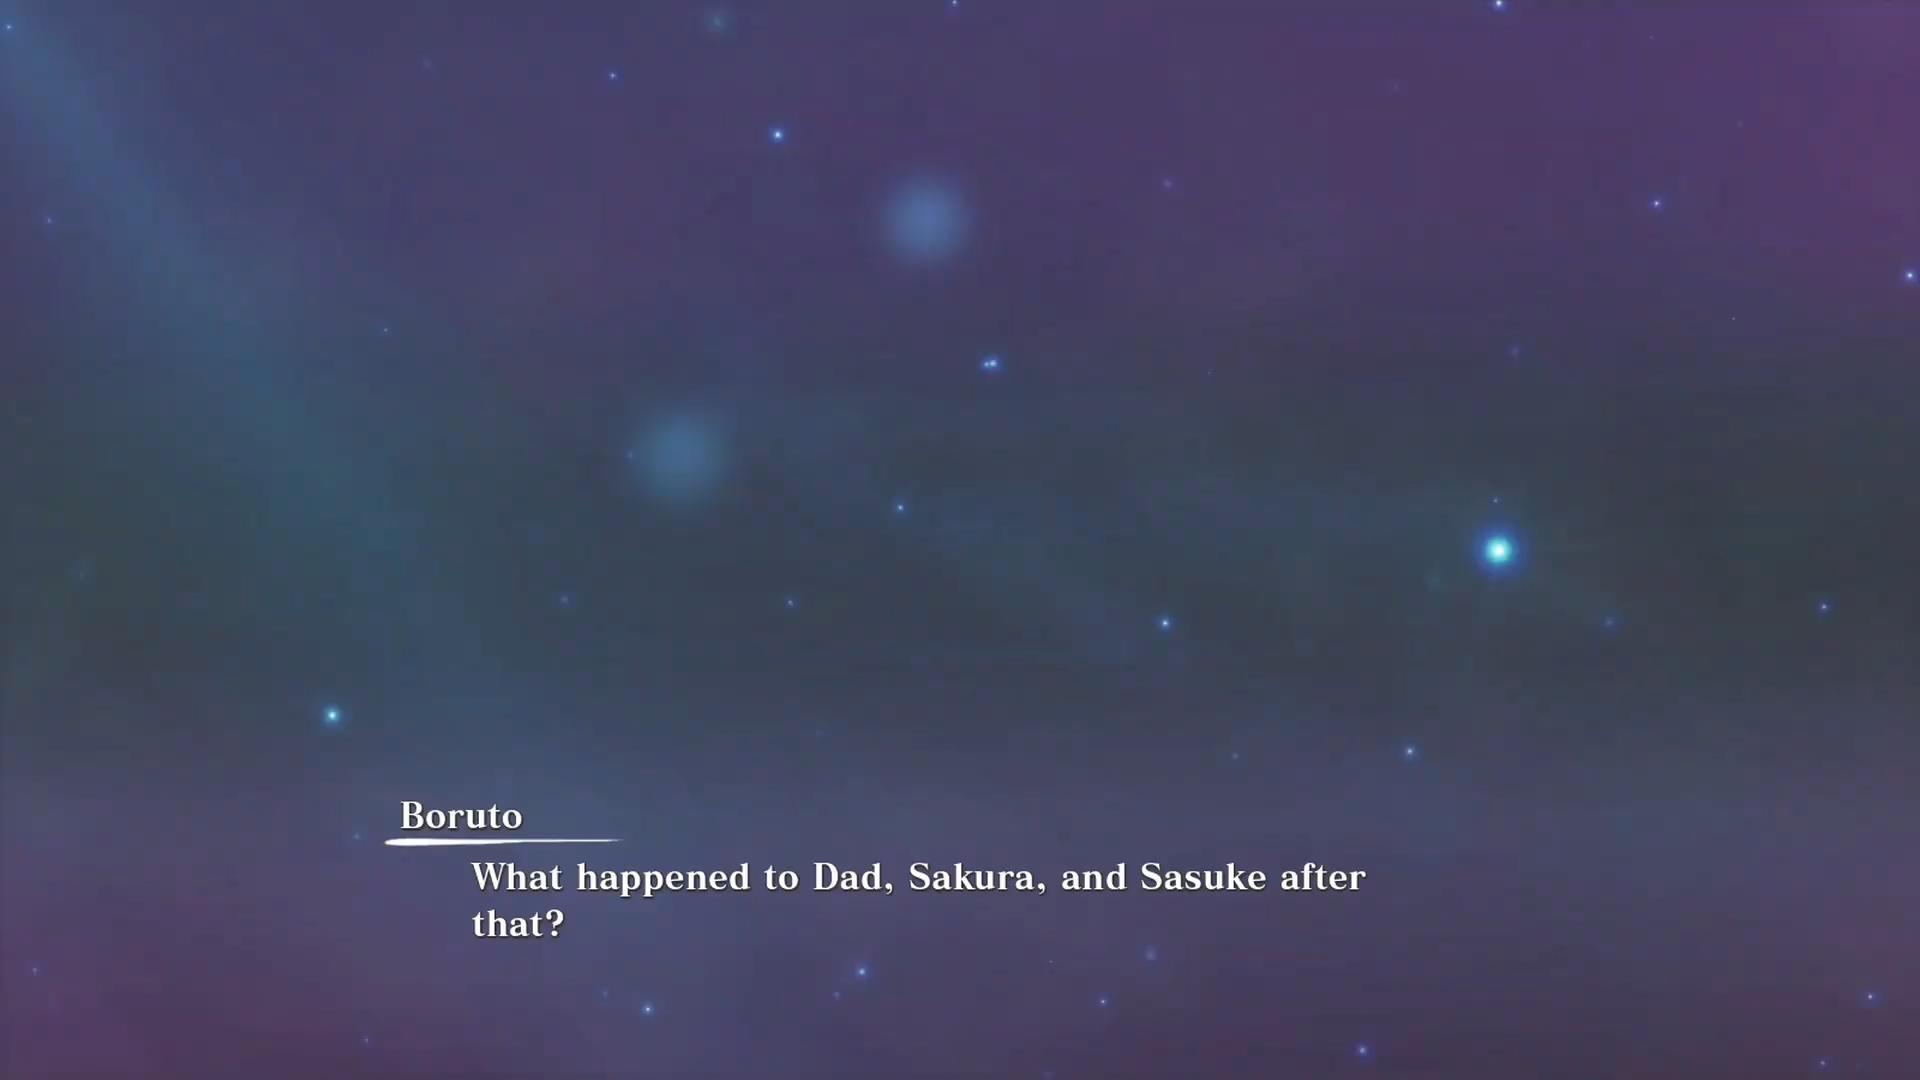 Boruto
What happened to Dad, Sakura, and Sasuke after
that?